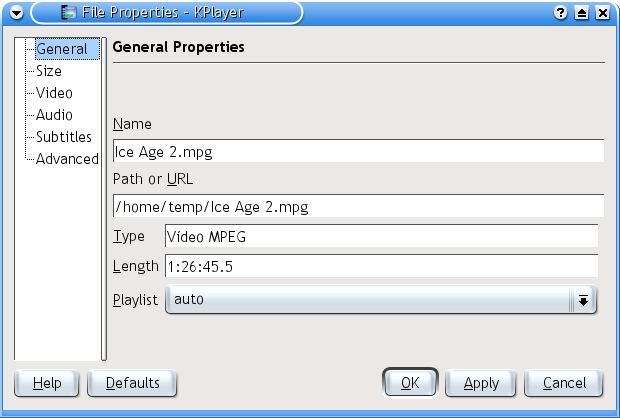 File Properties - KPlayer
General
Size
Video
Audio
Subtitles
Advanced
General Properties
Name
Ice Age 2.mpg
Path or URL
/home/temp/Ice Age 2.mpg
Type Vídeo MPEG
Length 1:26:45.5
Playlist auto
Help Defaults OK Apply Cancel